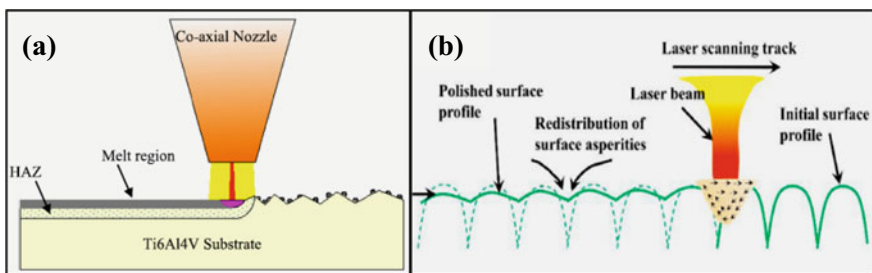 (a)
Co-axial Nozzle
Melt region
HAZ
Ti6Al4V Substrate
(b)
Laser scanning track
Polished surface
profile
Laser beam
Redistribution of
surface asperities
Initial surface
profile